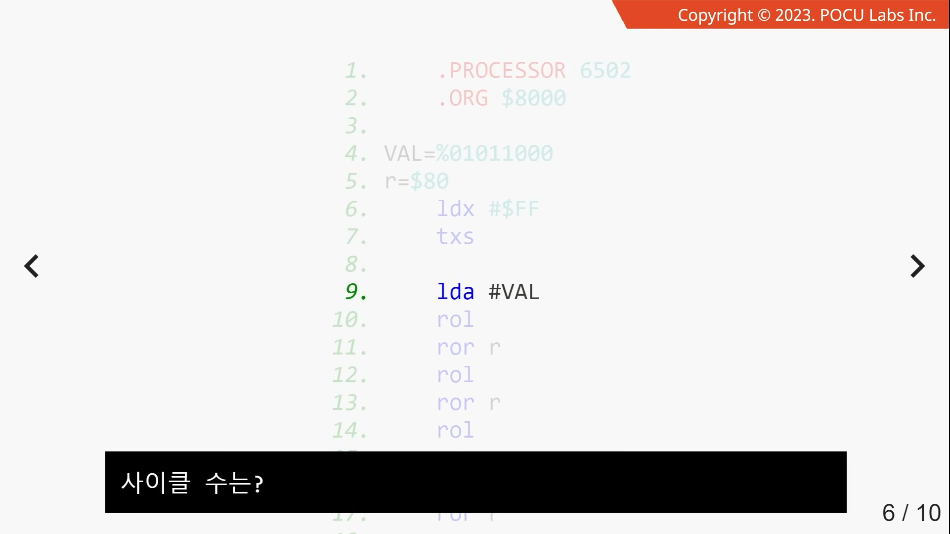 Copyright © 2023. POCU Labs Inc.
1. .PROCESSOR 6502
2. .ORG $8000
3.
4. VAL=%01011000
5. r=$80
6. ldx #$FF
7. txs
8.
9. lda #VAL
10. rol
11. ror r
12. rol
13. ror r
14. rol
사이클 수는?
17. ror r
6 / 10